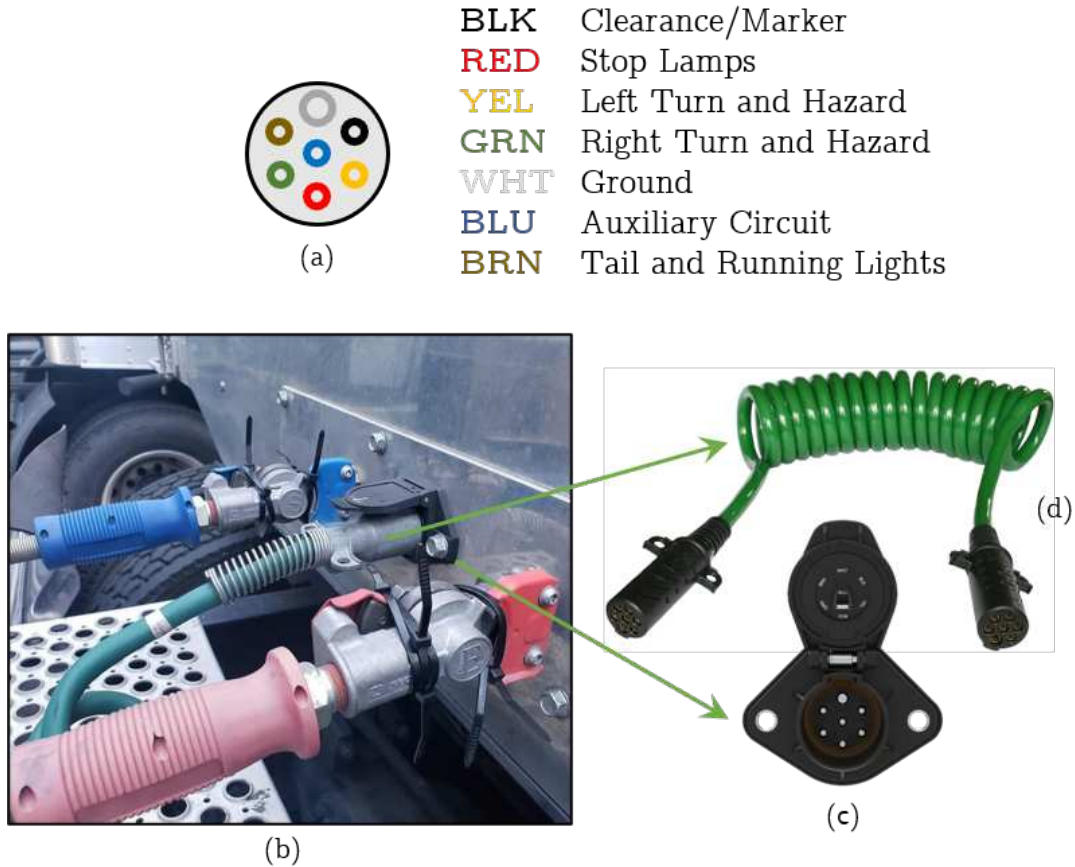 BLK Clearance/Marker
RED Stop Lamps
YEL Left Turn and Hazard
GRN Right Turn and Hazard
WHT Ground
BLU Auxiliary Circuit
BRN Tail and Running Lights
(a)
(b)
(c)
(d)